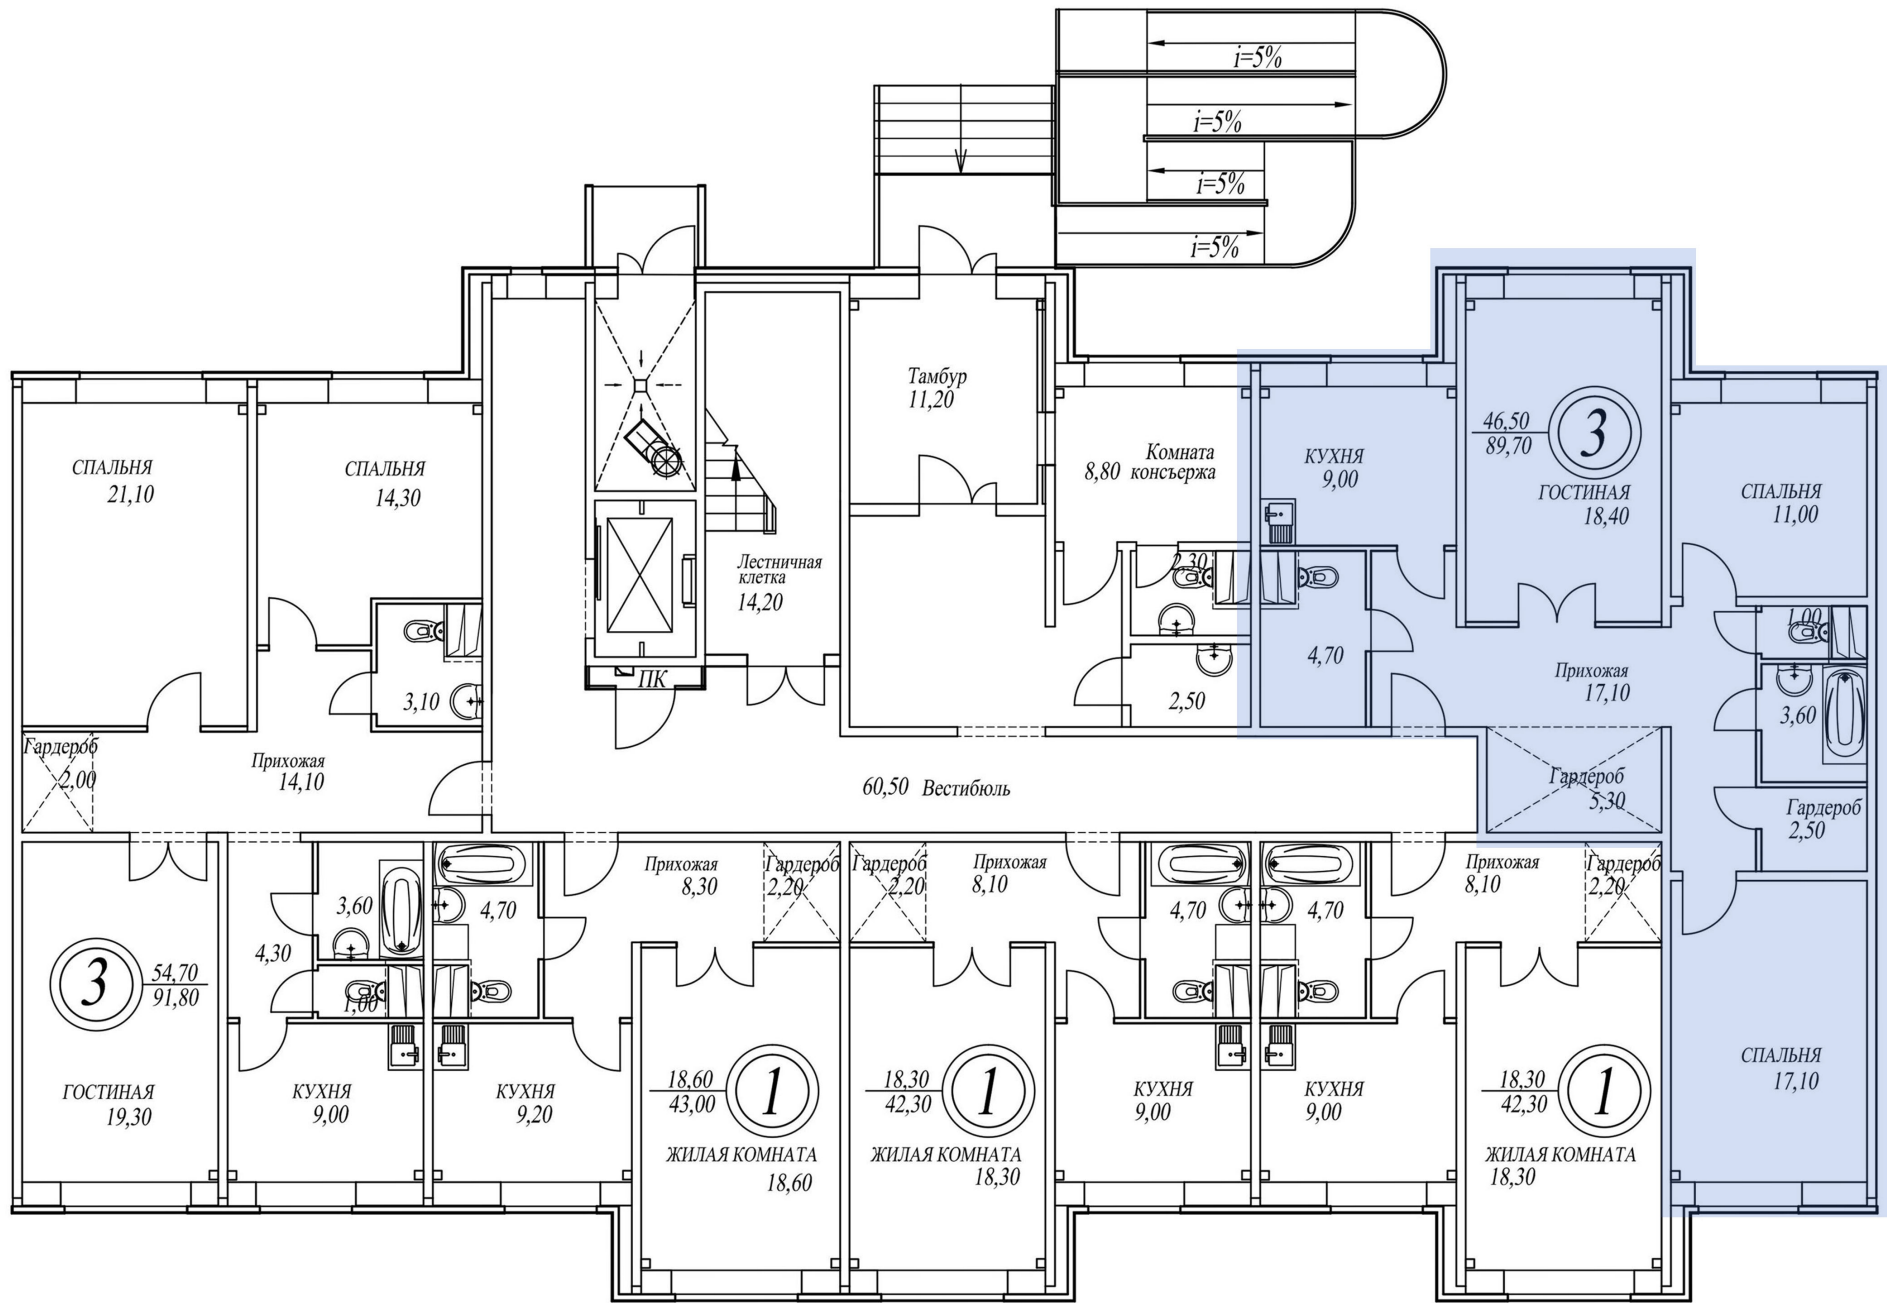 i=5%
i=5%
i=5%
i=5%
Тамбур
11,20
СПАЛЬНЯ
21,10
СПАЛЬНЯ
14,30
8,80
Комната
консъержа
КУХНЯ
9,00
46,50
89,70
3
ГОСТИНАЯ
18,40
СПАЛЬНЯ
11,00
Лестничная
клетка
14,20
2,30
4,70
1,00
3,10
ПК
2,50
Прихожая
17,10
3,60
Гардероб
2,00
Прихожая
14,10
60,50 Вестибюль
Гардероб
5,30
Гардероб
2,50
3,60
4,30
1,00
4,70
Прихожая
8,30
Гардероб
2,20
Гардероб
2,20
Прихожая
8,10
4,70
4,70
Прихожая
8,10
Гардероб
2,20
3
54,70
91,80
ГОСТИНАЯ
19,30
КУХНЯ
9,00
КУХНЯ
9,20
18,60
43,00
1
ЖИЛАЯ КОМНАТА
18,60
18,30
42,30
1
ЖИЛАЯ КОМНАТА
18,30
КУХНЯ
9,00
КУХНЯ
9,00
18,30
42,30
1
ЖИЛАЯ КОМНАТА
18,30
СПАЛЬНЯ
17,10